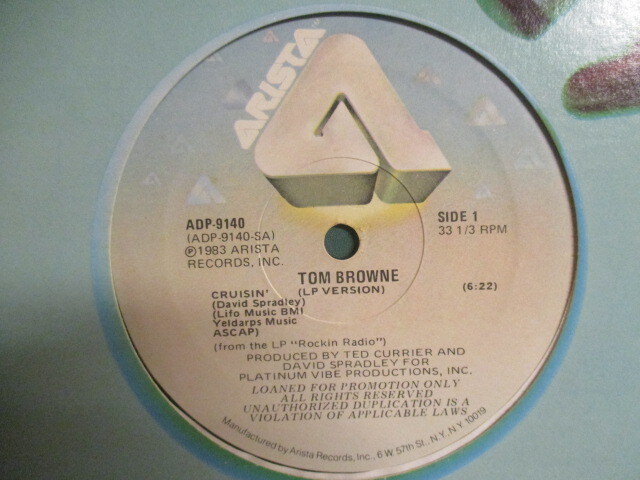 ARISTA™
ADP-9140
(ADP-9140-SA)
Ⓟ1983 ARISTA
RECORDS, INC.
SIDE 1
33 1/3 RPM
TOM BROWNE
CRUISIN' (LP VERSION) (6:22)
(David Spradley)
(Lifo Music BMI
Yeldarps Music
ASCAP)
(from the LP "Rockin Radio")
PRODUCED BY TED CURRIER AND
DAVID SPRADLEY FOR
PLATINUM VIBE PRODUCTIONS, INC.
LOANED FOR PROMOTION ONLY
ALL RIGHTS RESERVED
UNAUTHORIZED DUPLICATION IS A
VIOLATION OF APPLICABLE LAWS
Manufactured by Arista Records, Inc., 6 W 57th St., N.Y., N.Y. 10019